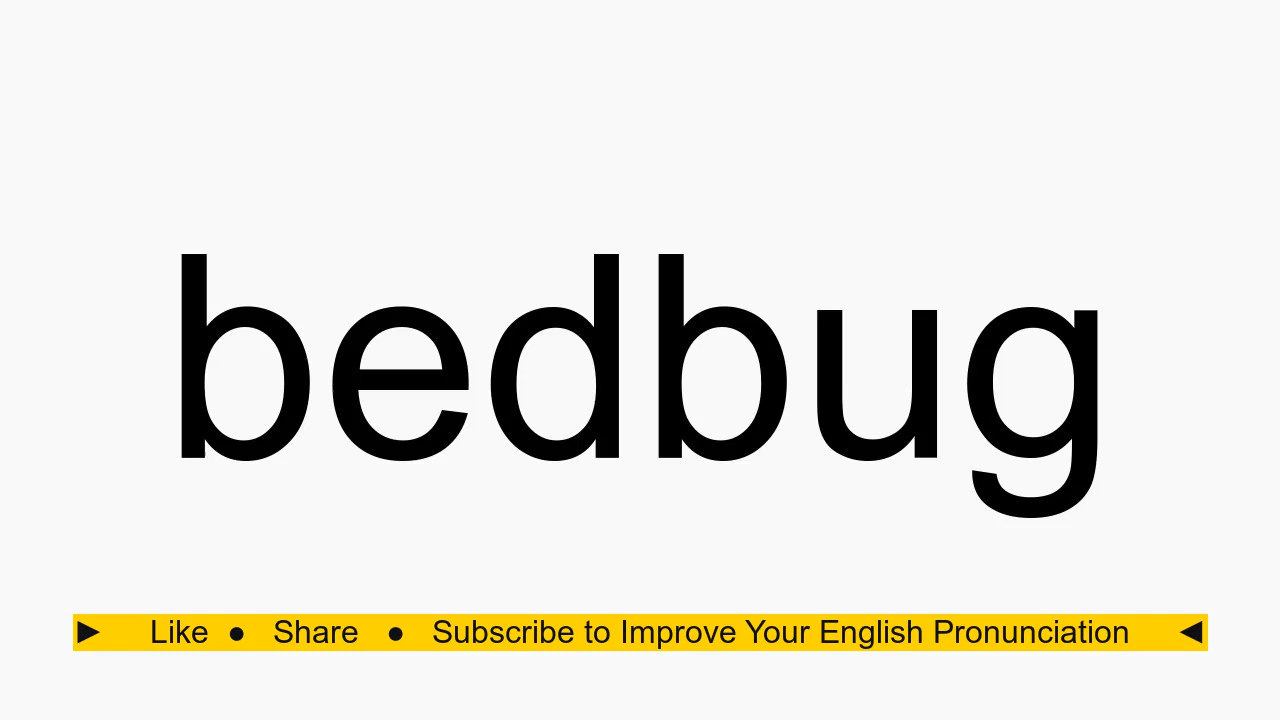 bedbug
► Like ● Share ● Subscribe to Improve Your English Pronunciation ◄